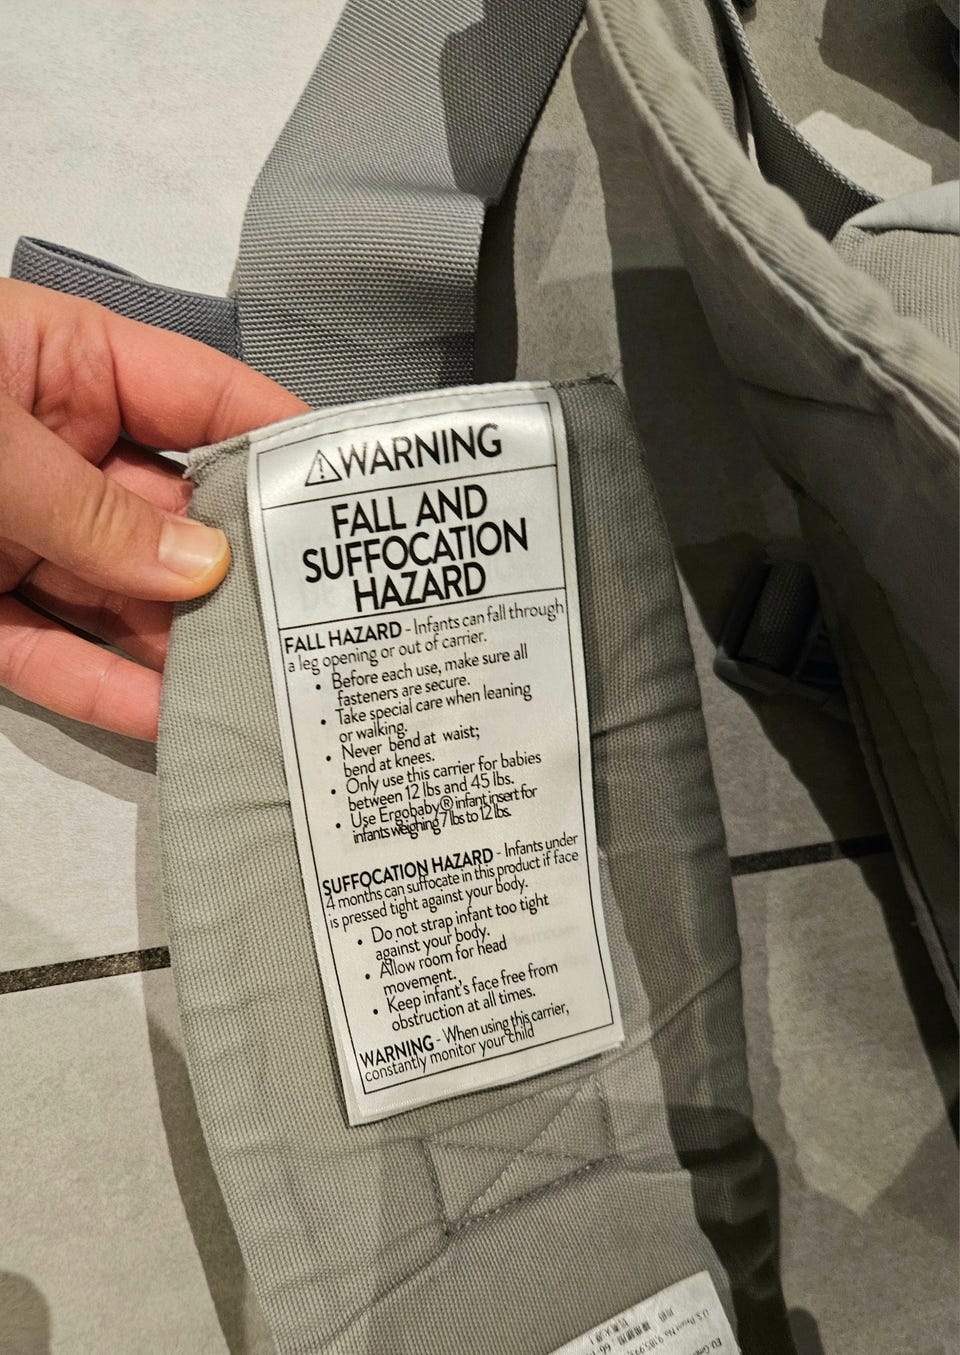 ⚠WARNING
FALL AND
SUFFOCATION
HAZARD
FALL HAZARD - Infants can fall through
a leg opening or out of carrier.
• Before each use, make sure all
fasteners are secure.
• Take special care when leaning
or walking.
• Never bend at waist;
bend at knees.
• Only use this carrier for babies
between 12 lbs and 45 lbs.
• Use Ergobaby® infant insert for
infants weighing 7 lbs to 12 lbs.
SUFFOCATION HAZARD - Infants under
4 months can suffocate in this product if face
is pressed tight against your body.
• Do not strap infant too tight
against your body.
• Allow room for head
movement.
• Keep infant's face free from
obstruction at all times.
WARNING - When using this carrier,
constantly monitor your child